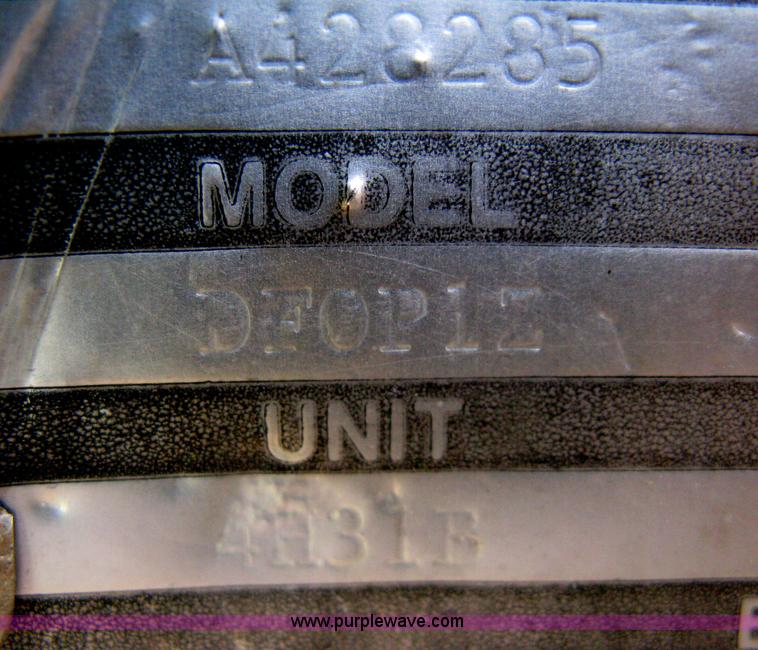 A428285
MODEL
DF0P1Z
UNIT
4H31B
www.purplewave.com